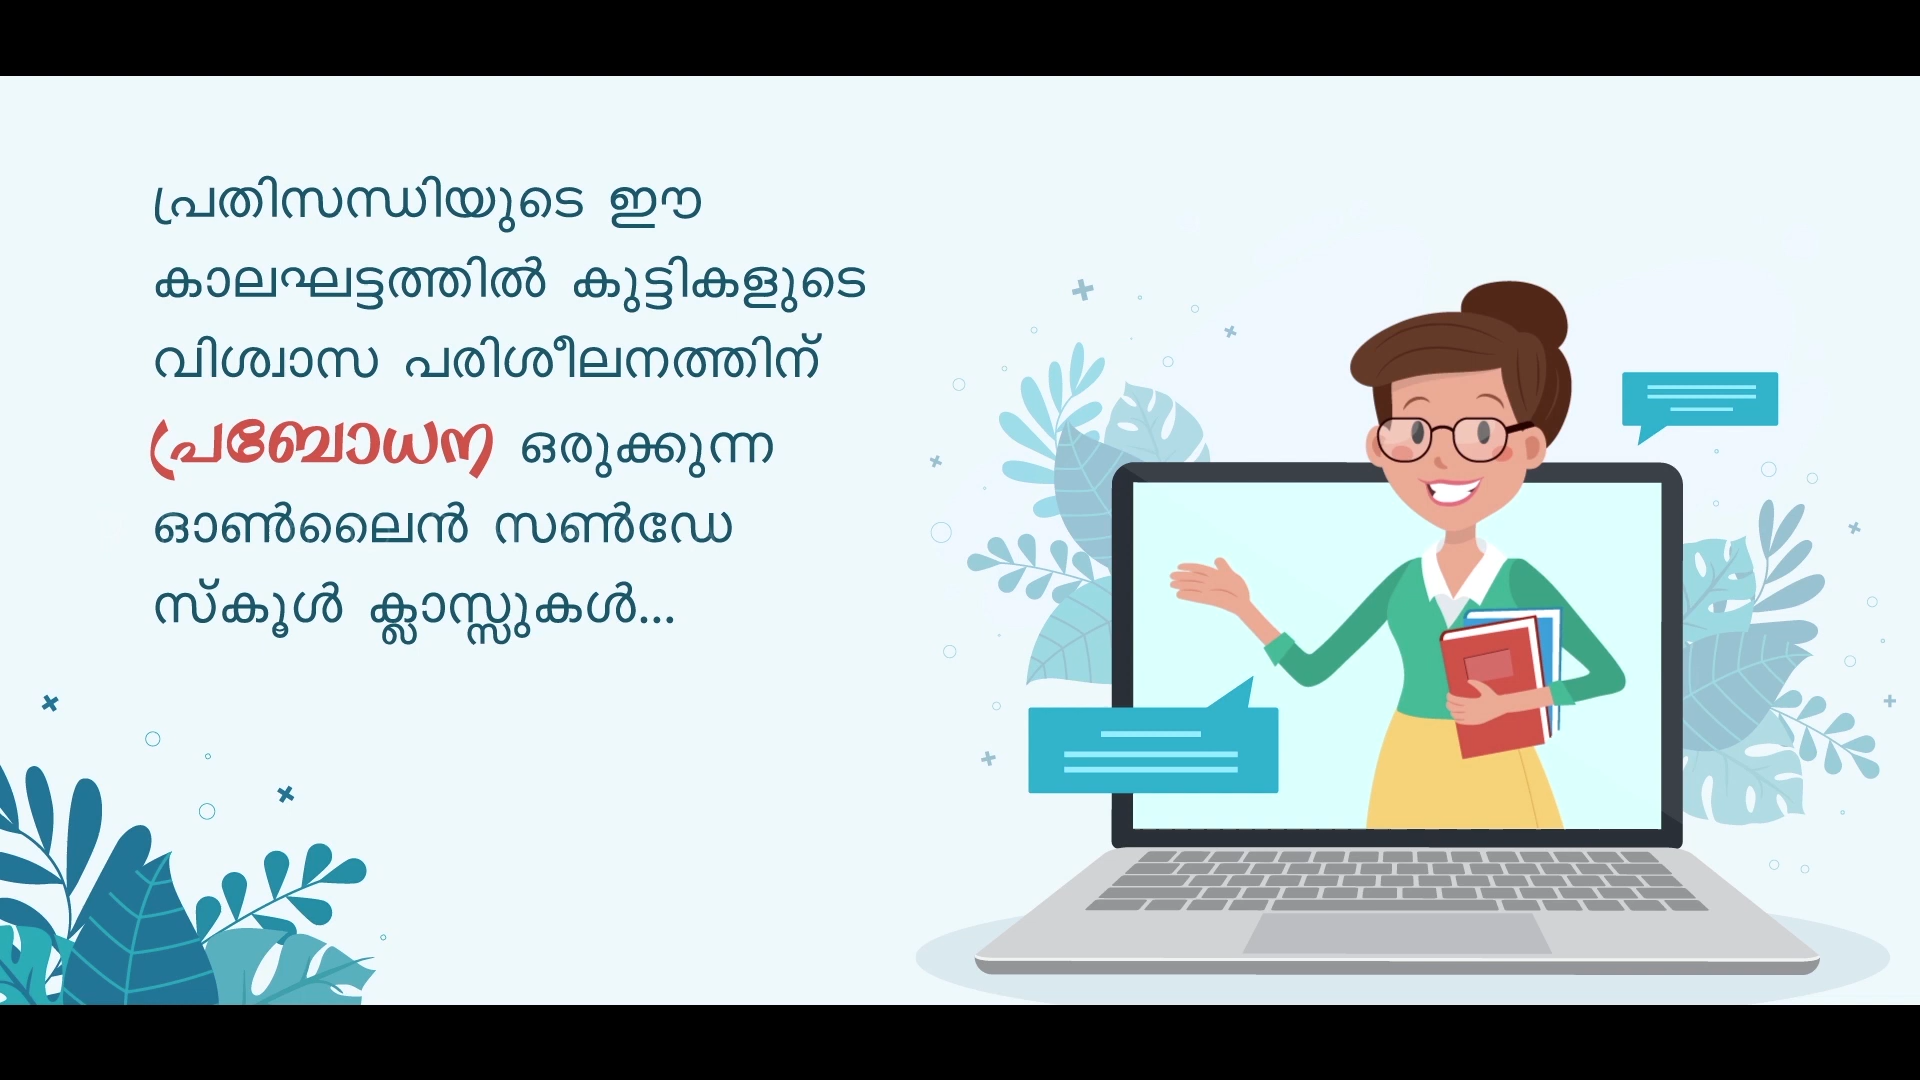 പ്രതിസന്ധിയുടെ ഈ
കാലഘട്ടത്തിൽ കുട്ടികളുടെ
വിശ്വാസ പരിശീലനത്തിന്
പ്രബോധന ഒരുക്കുന്ന
ഓൺലൈൻ സൺഡേ
സ്കൂൾ ക്ലാസ്സുകൾ...